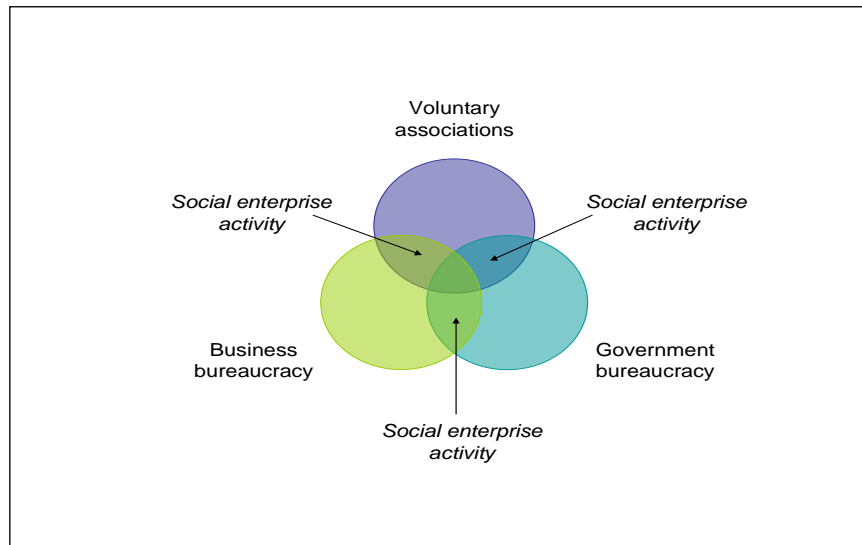 Voluntary
associations
Social enterprise
activity
Social enterprise
activity
Business
bureaucracy
Government
bureaucracy
Social enterprise
activity